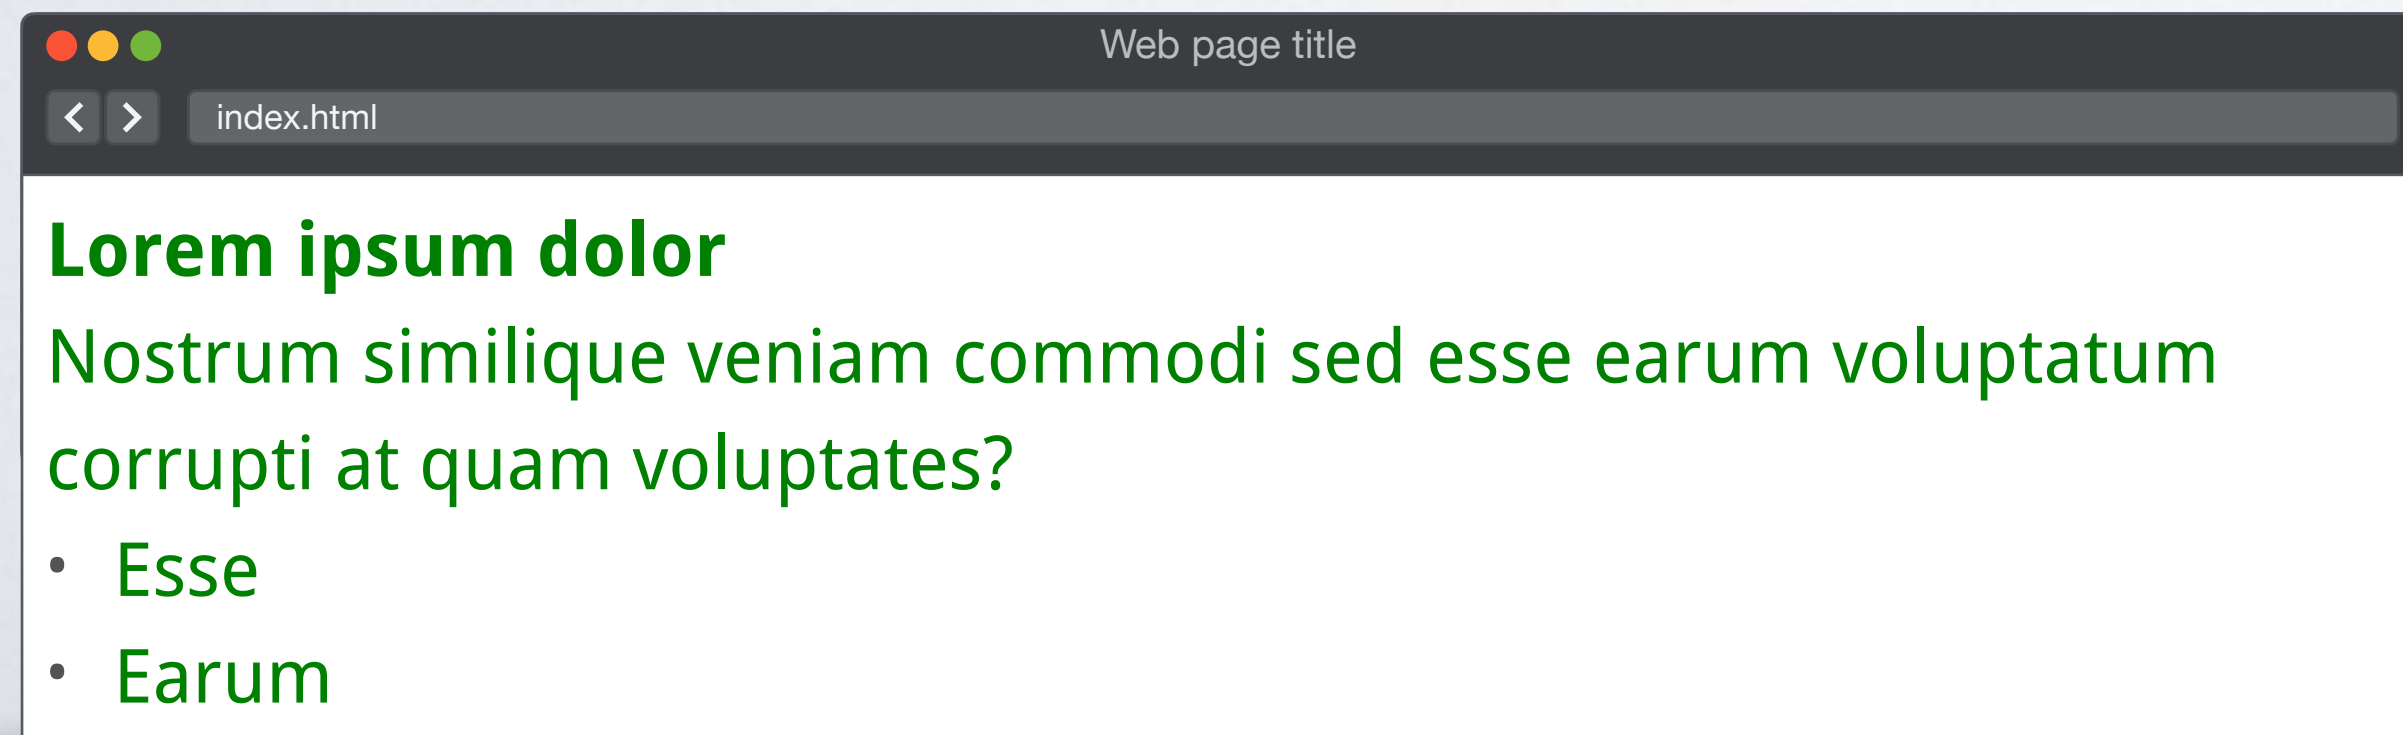 Web page title
index.html
Lorem ipsum dolor
Nostrum similique veniam commodi sed esse earum voluptatum
corrupti at quam voluptates?
• Esse
• Earum